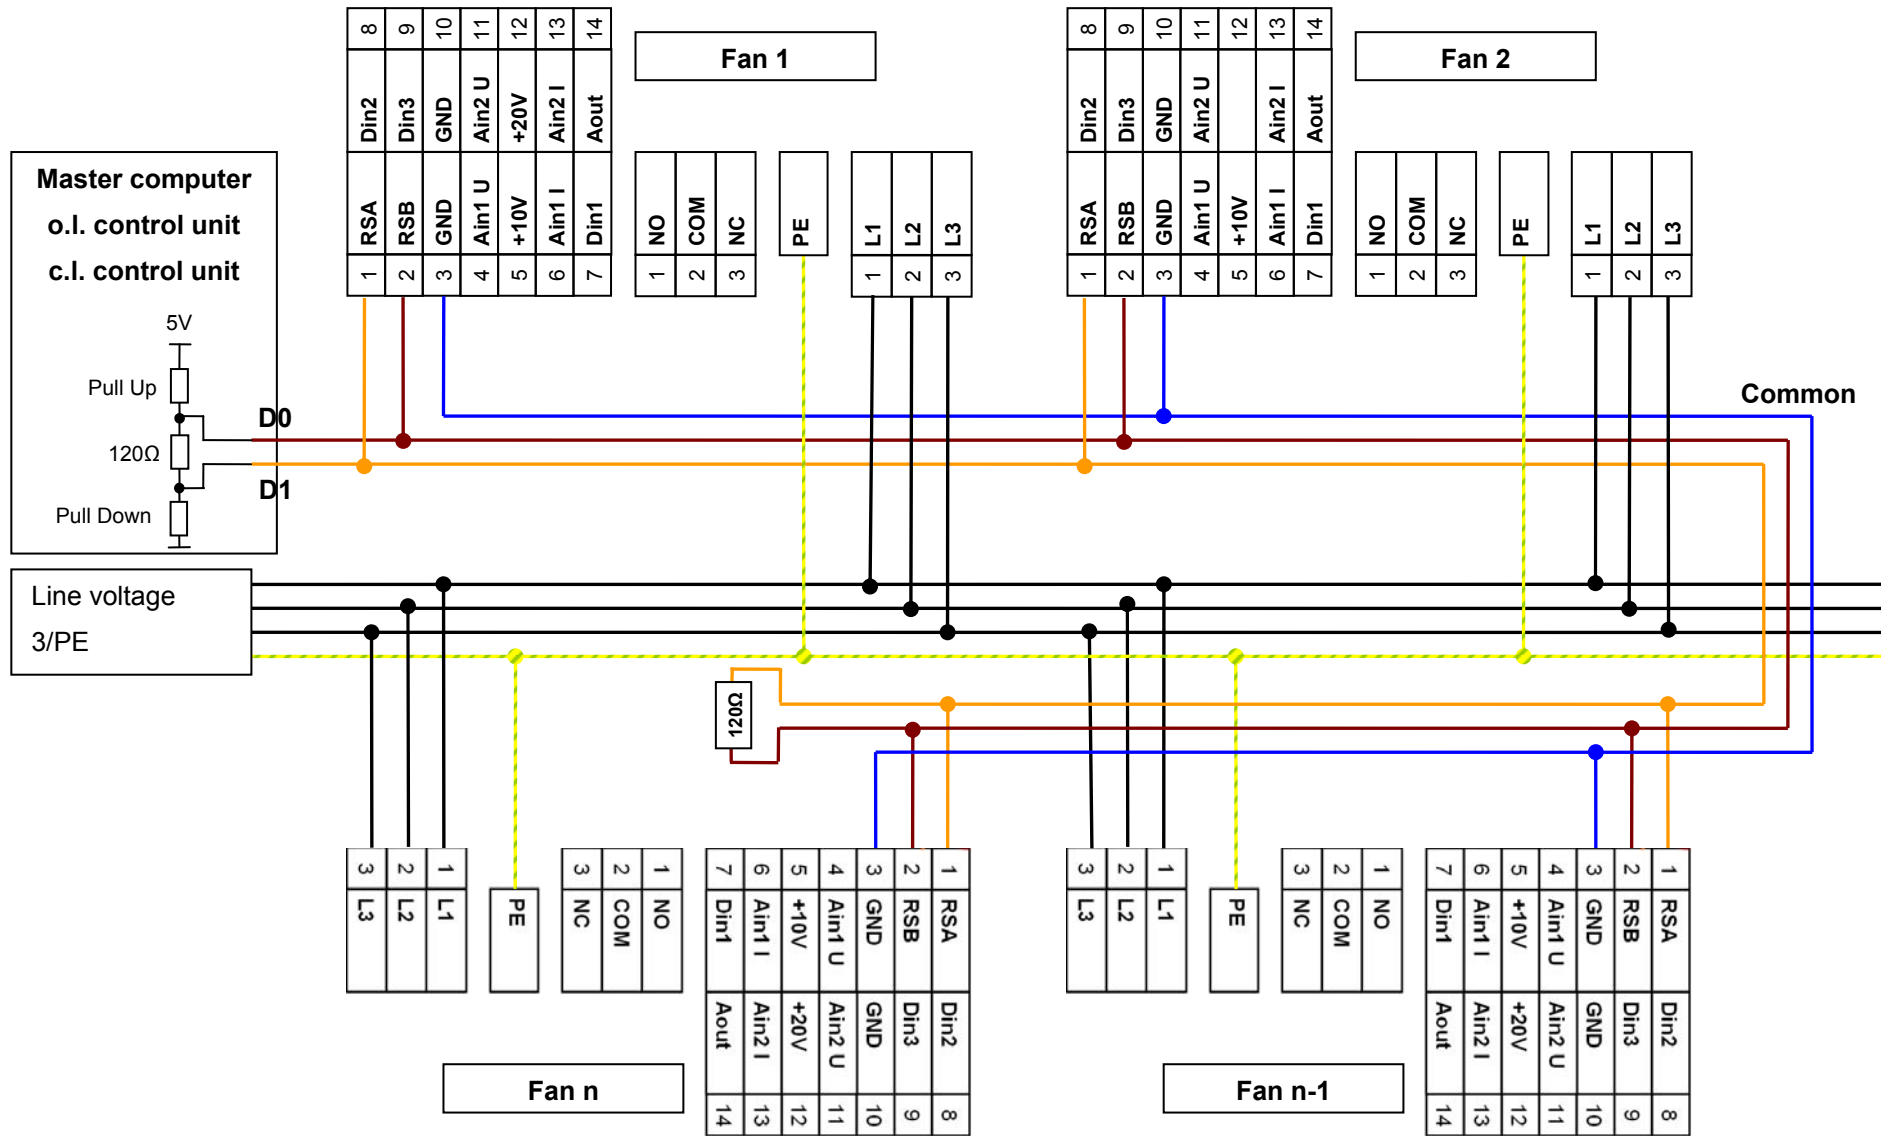 8 9 10 11 12 13 14
Din2 Din3 GND Ain2 U +20V Ain2 I Aout
RSA RSB GND Ain1 U +10V Ain1 I Din1
1 2 3 4 5 6 7
Fan 1
NO COM NC
1 2 3
PE
L1 L2 L3
1 2 3
8 9 10 11 12 13 14
Din2 Din3 GND Ain2 U Ain2 I Aout
RSA RSB GND Ain1 U +10V Ain1 I Din1
1 2 3 4 5 6 7
Fan 2
NO COM NC
1 2 3
PE
L1 L2 L3
1 2 3
Master computer
o.l. control unit
c.l. control unit
5V
Pull Up
D0
120Ω
D1
Pull Down
Common
Line voltage
3/PE
120Ω
3 2 1
L3 L2 L1
PE
3 2 1
NC COM NO
7 6 5 4 3 2 1
Din1 Ain1 I +10V Ain1 U GND RSB RSA
Aout Ain2 I +20V Ain2 U GND Din3 Din2
14 13 12 11 10 9 8
Fan n
3 2 1
L3 L2 L1
PE
3 2 1
NC COM NO
7 6 5 4 3 2 1
Din1 Ain1 I +10V Ain1 U GND RSB RSA
Aout Ain2 I +20V Ain2 U GND Din3 Din2
14 13 12 11 10 9 8
Fan n-1